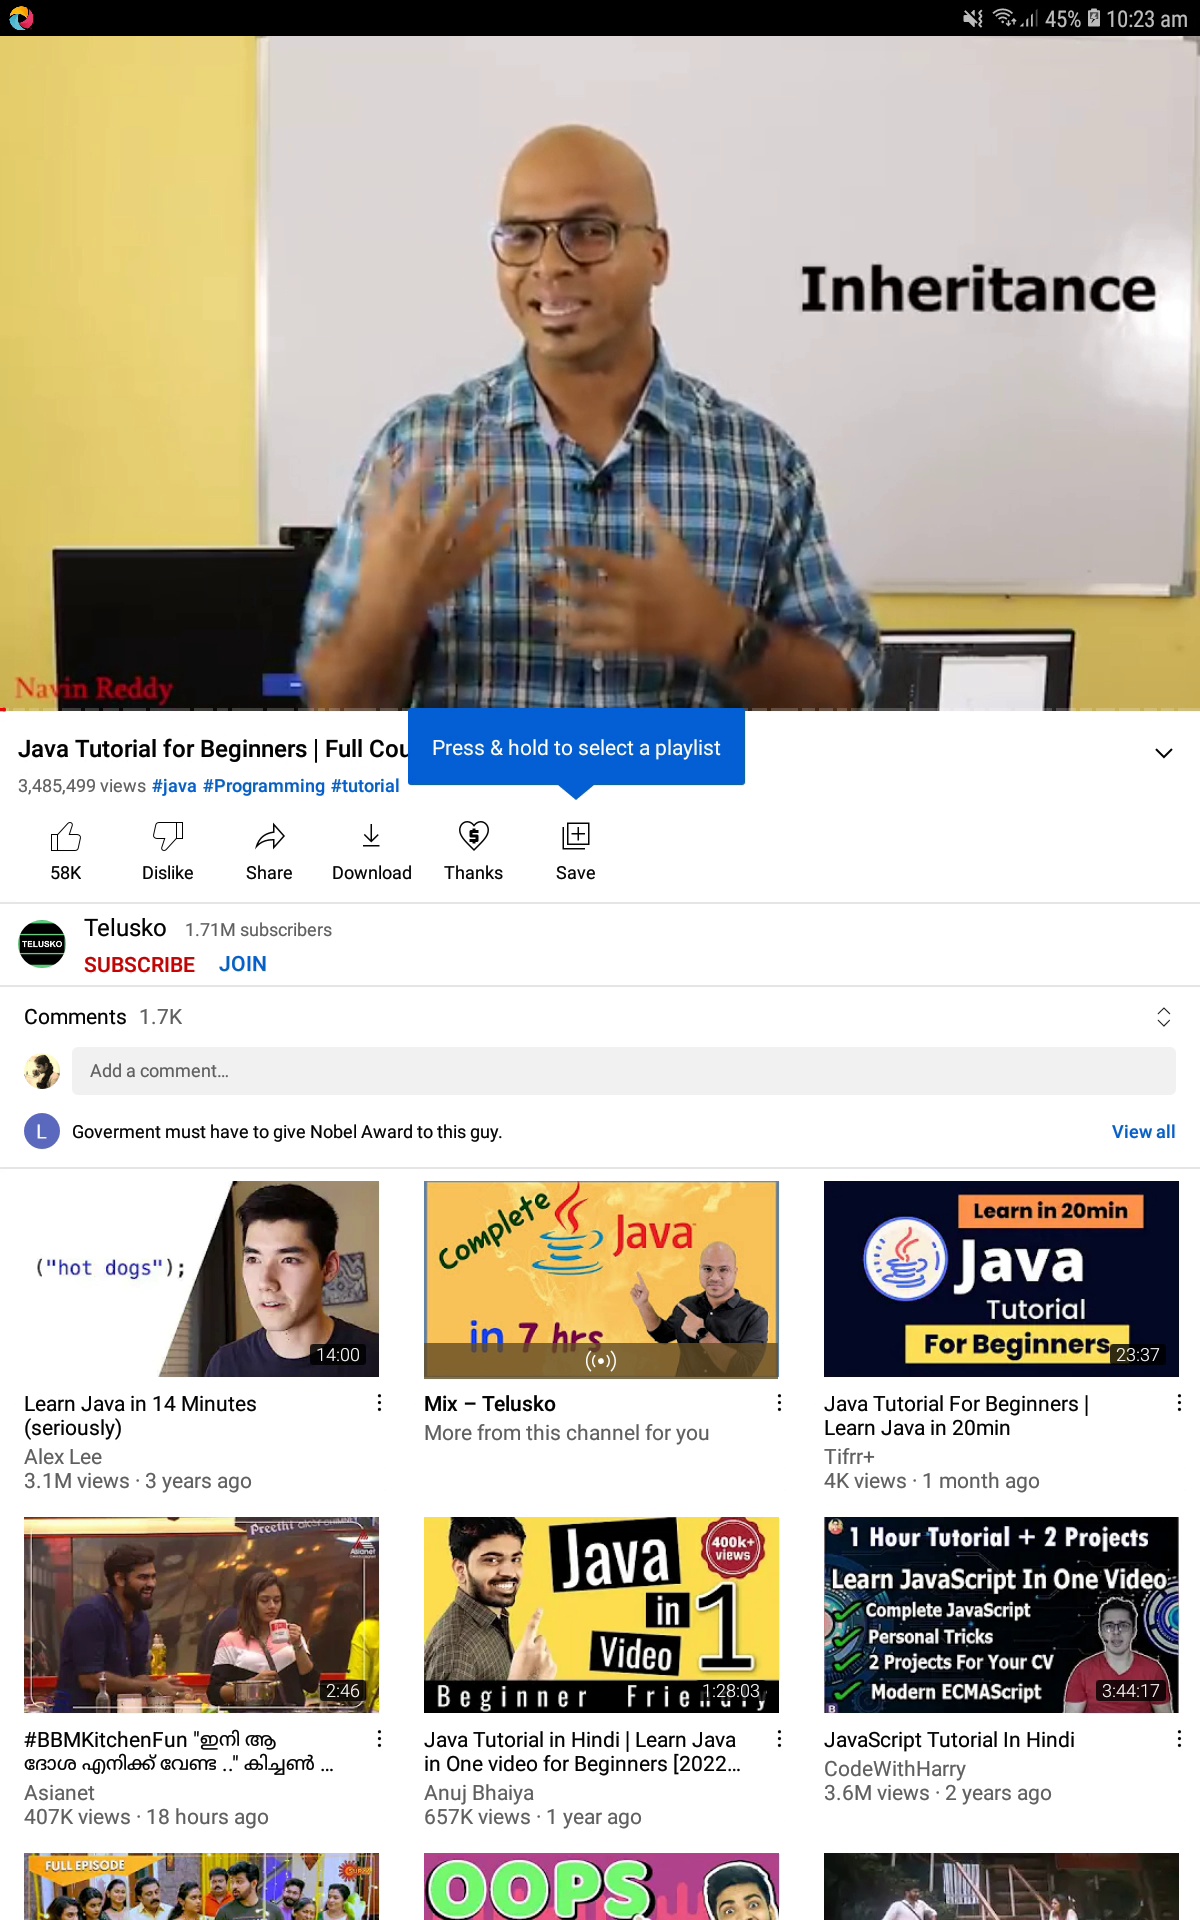 45% 10:23 am
Inheritance
Navin Reddy
Java Tutorial for Beginners | Full Cou
Press & hold to select a playlist
3,485,499 views #java #Programming #tutorial
58K
Dislike
Share
Download
Thanks
Save
TELUSKO
Telusko 1.71M subscribers
SUBSCRIBE JOIN
Comments 1.7K
Add a comment...
L Goverment must have to give Nobel Award to this guy.
View all
("hot dogs");
14:00
Learn Java in 14 Minutes
(seriously)
Alex Lee
3.1M views · 3 years ago
Complete
Java
in 7 hrs
Mix – Telusko
More from this channel for you
Learn in 20min
Java
Tutorial
For Beginners
23:37
Java Tutorial For Beginners |
Learn Java in 20min
Tifrr+
4K views · 1 month ago
Preethi
Asianet
2:46
#BBMKitchenFun "ഇനി ആ
ദോശ എനിക്ക് വേണ്ട .." കിച്ചൺ ...
Asianet
407K views · 18 hours ago
400k+
views
Java
in 1
Video
Beginner Friendly
1:28:03
Java Tutorial in Hindi | Learn Java
in One video for Beginners [2022...
Anuj Bhaiya
657K views · 1 year ago
1 Hour Tutorial + 2 Projects
Learn JavaScript In One Video
Complete JavaScript
Personal Tricks
2 Projects For Your CV
Modern ECMAScript
B
3:44:17
JavaScript Tutorial In Hindi
CodeWithHarry
3.6M views · 2 years ago
FULL EPISODE
OOPS